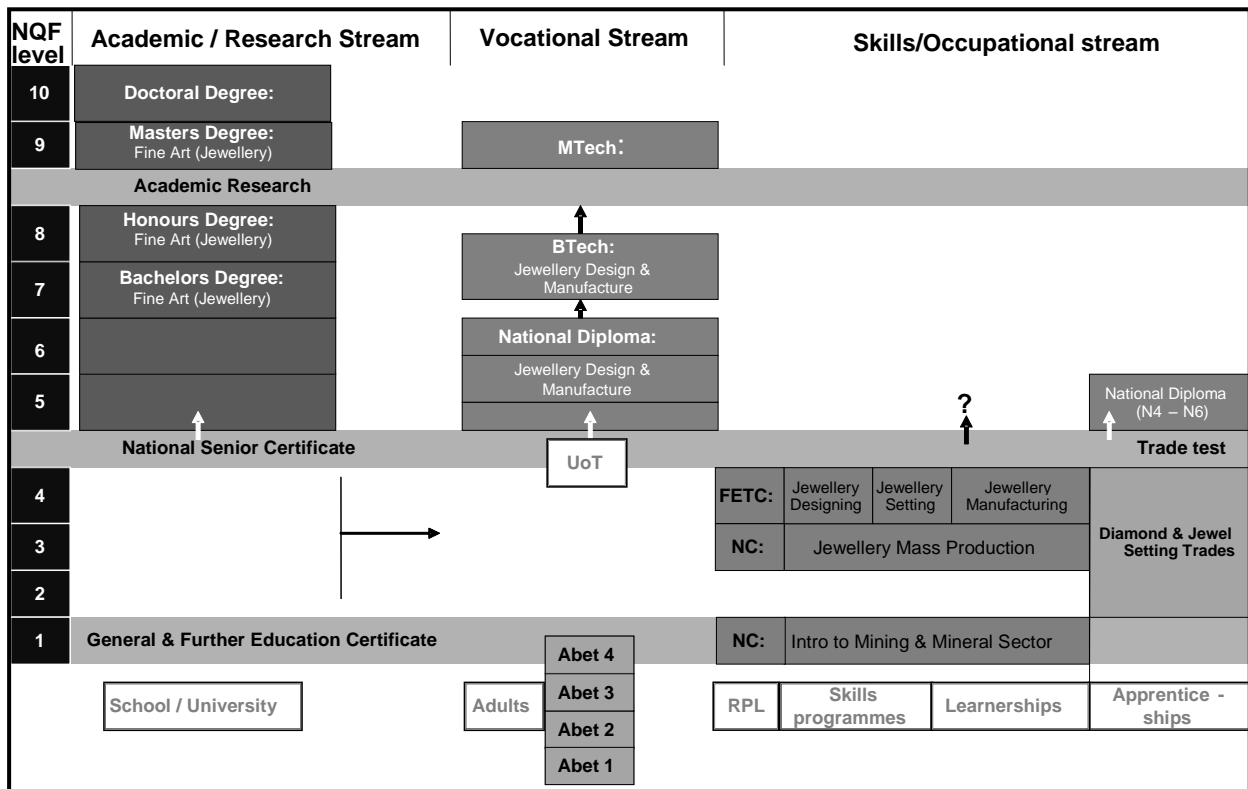 NQF level
Academic / Research Stream
Vocational Stream
Skills/Occupational stream
10
Doctoral Degree:
9
Masters Degree:
Fine Art (Jewellery)
MTech:
Academic Research
8
Honours Degree:
Fine Art (Jewellery)
BTech:
Jewellery Design &
Manufacture
7
Bachelors Degree:
Fine Art (Jewellery)
6
National Diploma:
Jewellery Design &
Manufacture
5
?
National Diploma
(N4 – N6)
National Senior Certificate
UoT
Trade test
4
FETC:
Jewellery
Designing
Jewellery
Setting
Jewellery
Manufacturing
3
NC:
Jewellery Mass Production
Diamond & Jewel
Setting Trades
2
1
General & Further Education Certificate
NC:
Intro to Mining & Mineral Sector
Abet 4
School / University
Adults
Abet 3
RPL
Skills
programmes
Learnerships
Apprentice -
ships
Abet 2
Abet 1